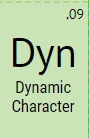 .09
Dyn
Dynamic
Character